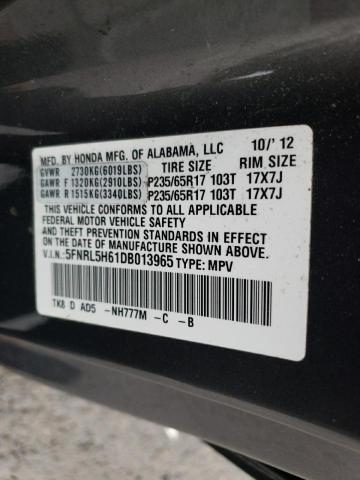 MFD. BY HONDA MFG. OF ALABAMA, LLC 10/'12
GVWR 2730KG(6019LBS) TIRE SIZE RIM SIZE
GAWR F 1320KG(2910LBS) P235/65R17 103T 17X7J
GAWR R 1515KG(3340LBS) P235/65R17 103T 17X7J
THIS VEHICLE CONFORMS TO ALL APPLICABLE
FEDERAL MOTOR VEHICLE SAFETY, BUMPER,
AND THEFT PREVENTION STANDARDS IN EFFECT
ON THE DATE OF MANUFACTURE SHOWN ABOVE.
V.I.N.:5FNRL5H61DB013965 TYPE: MPV
TK8 D AD5 -NH777M -C -B